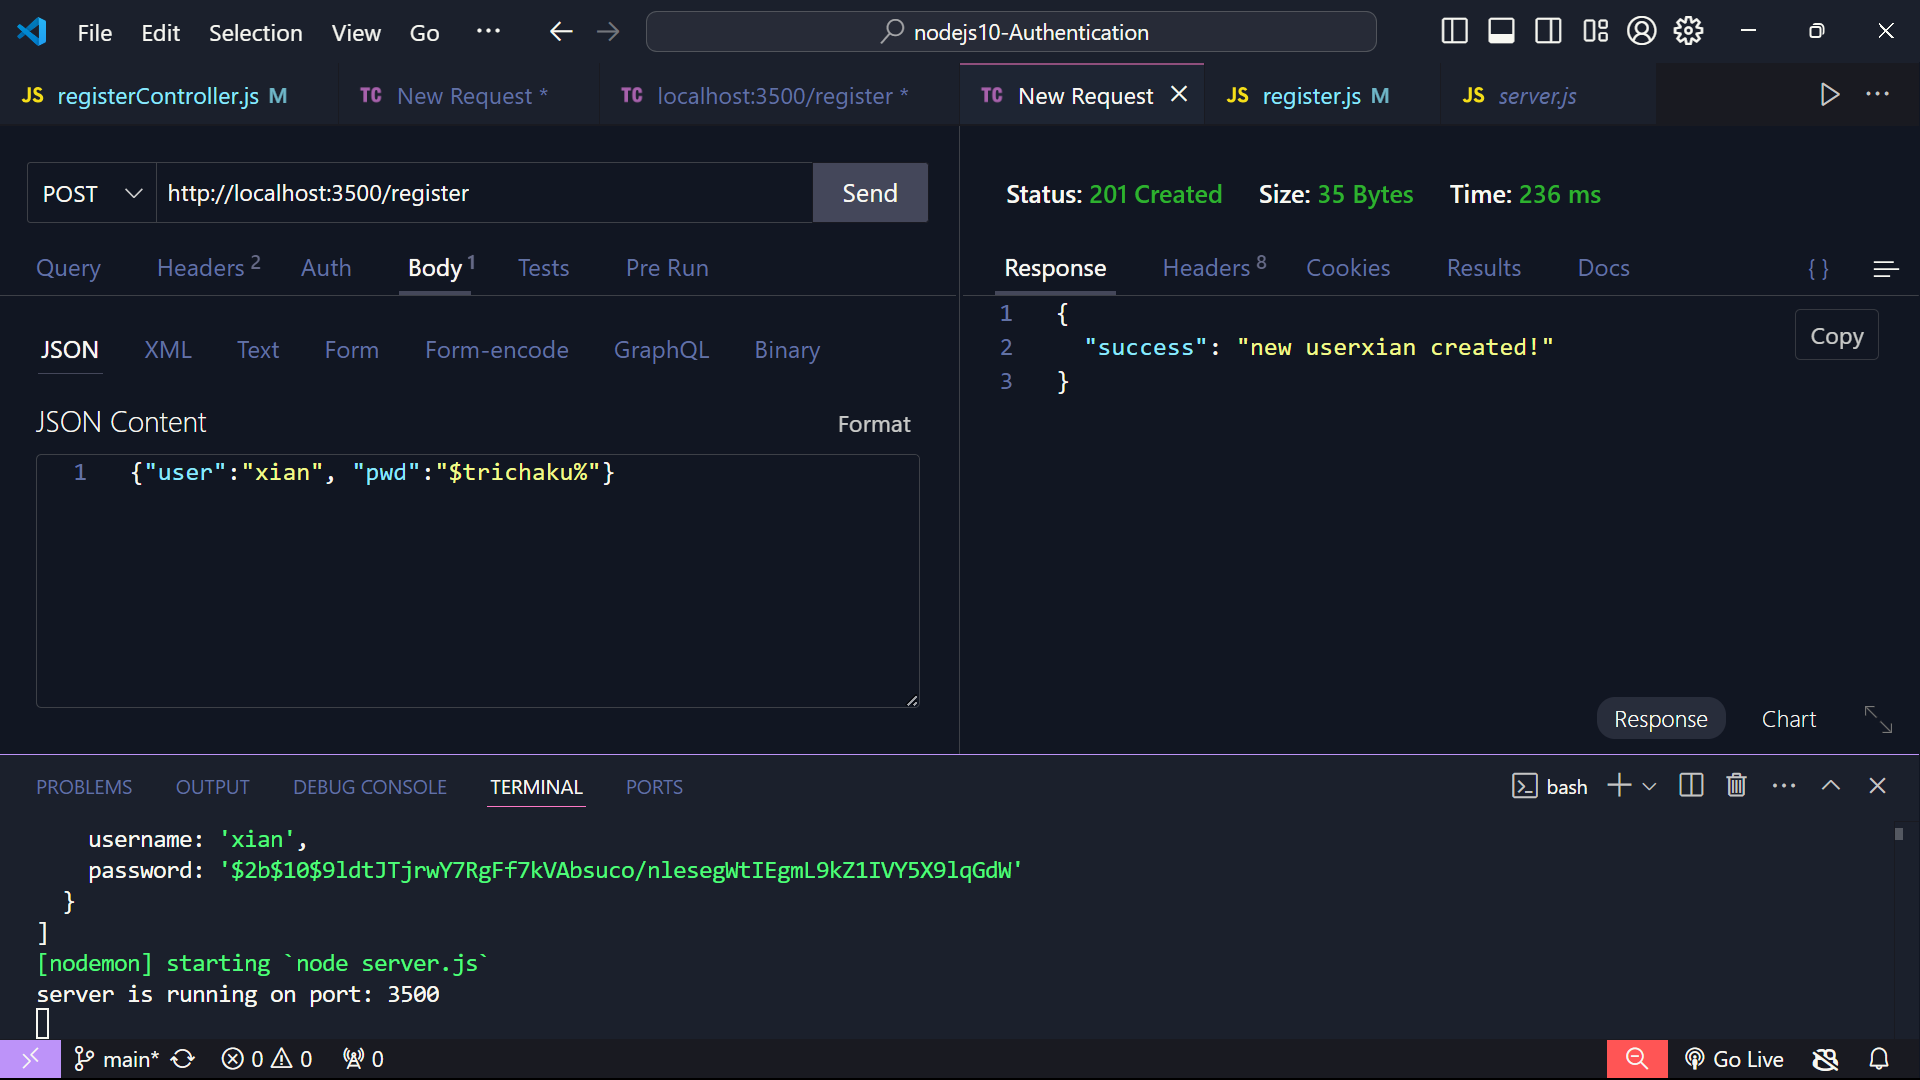 File Edit Selection View Go ··· nodejs10-Authentication
JS registerController.js M TC New Request * TC localhost:3500/register * TC New Request JS register.js M JS server.js
POST http://localhost:3500/register Send
Query Headers 2 Auth Body 1 Tests Pre Run
JSON XML Text Form Form-encode GraphQL Binary
JSON Content Format
1 {"user":"xian", "pwd":"$trichaku%"}
Status: 201 Created Size: 35 Bytes Time: 236 ms
Response Headers 8 Cookies Results Docs { }
1 {
2 "success": "new userxian created!"
3 }
Copy
Response Chart
PROBLEMS OUTPUT DEBUG CONSOLE TERMINAL PORTS bash
username: 'xian',
password: '$2b$10$9ldtJTjrwY7RgFf7kVAbsuco/nlesegWtIEgmL9kZ1IVY5X9lqGdW'
}
]
[nodemon] starting `node server.js`
server is running on port: 3500
main* 0 0 0 Go Live